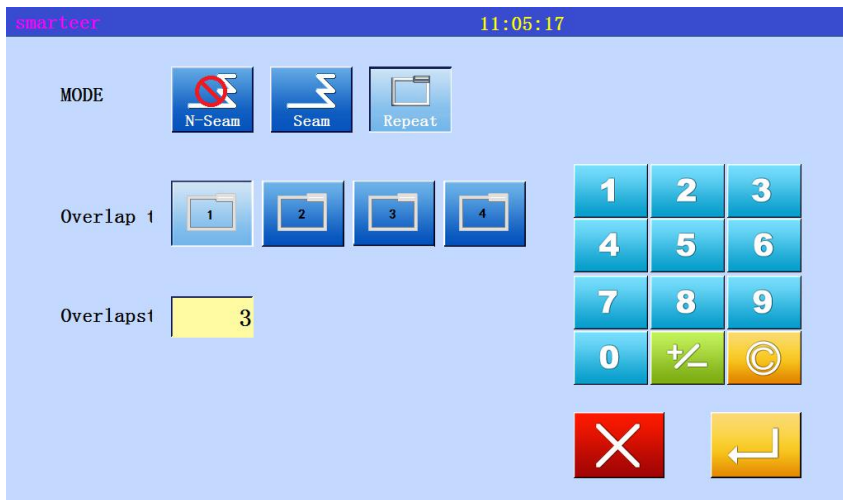 smarteer 11:05:17
MODE
N-Seam Seam Repeat
Overlap t
1 2 3 4
Overlapst
3
1 2 3
4 5 6
7 8 9
0 +/− ©